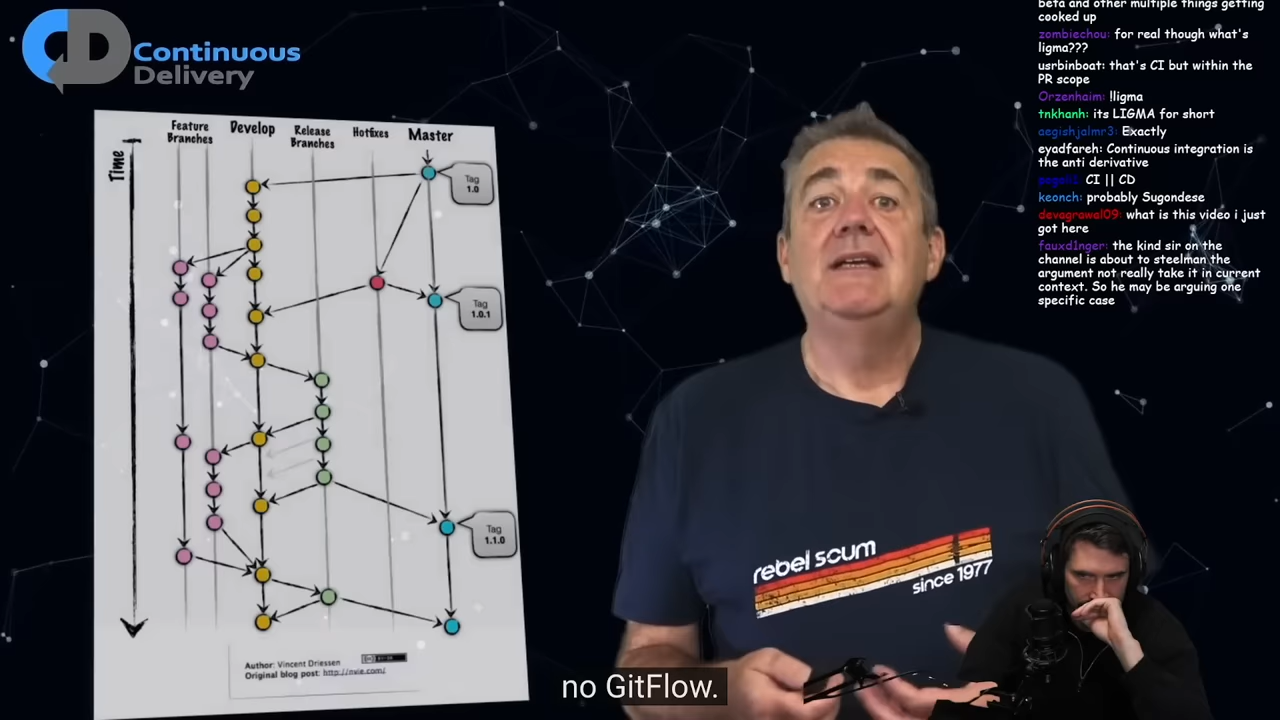 Continuous
Delivery
Feature
Branches
Develop
Release
Branches
Hotfixes
Master
Time
Tag
1.0
Tag
1.0.1
Tag
1.1.0
Author: Vincent Driessen
Original blog post: http://nvie.com/
rebel scum
since 1977
no GitFlow.
beta and other multiple things getting
cooked up
zombiechou: for real though what's
ligma???
usrbinboat: that's CI but within the
PR scope
Orzenhaim: !ligma
tnkhanh: its LIGMA for short
aegishjalmr3: Exactly
eyadfareh: Continuous integration is
the anti derivative
CI || CD
keonch: probably Sugondese
devagrawal09: what is this video i just
got here
fauxd1nger: the kind sir on the
channel is about to steelman the
argument not really take it in current
context. So he may be arguing one
specific case